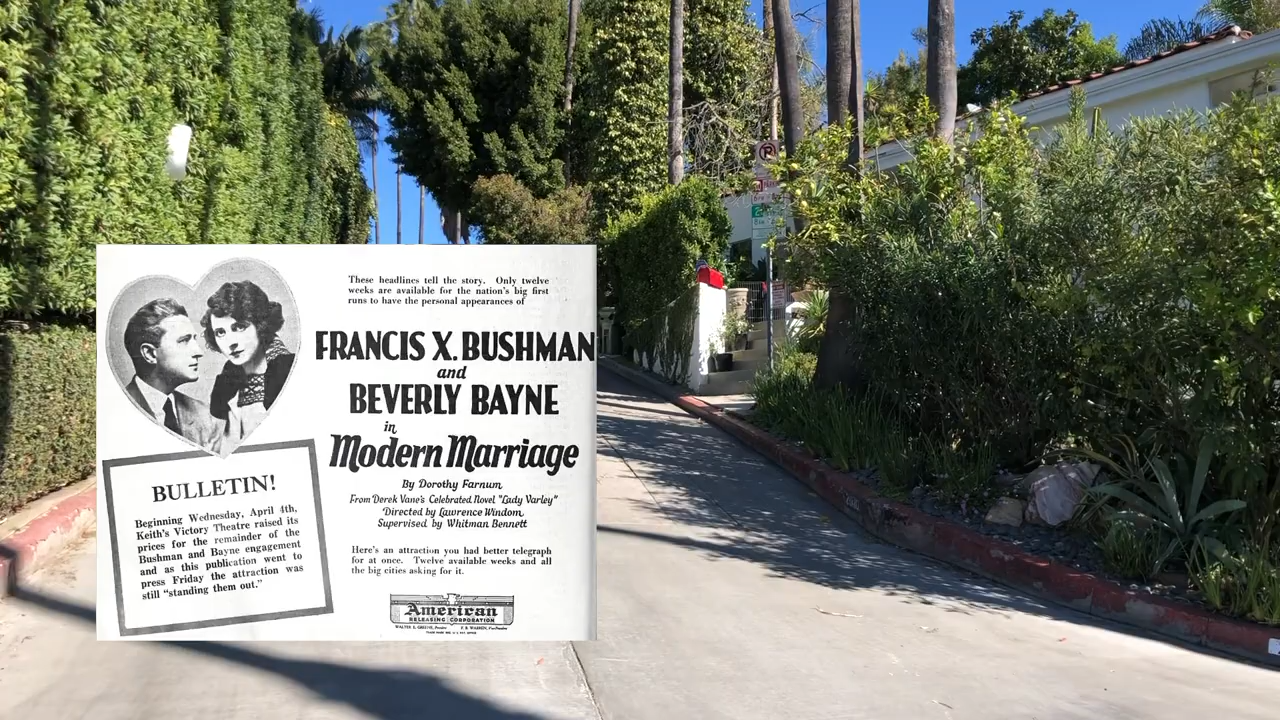 These headlines tell the story. Only twelve
weeks are available for the nation's big first
runs to have the personal appearances of
FRANCIS X. BUSHMAN
and
BEVERLY BAYNE
in
Modern Marriage
By Dorothy Farnum
From Derek Vane's Celebrated Novel "Lady Varley"
Directed by Lawrence Windom
Supervised by Whitman Bennett
Here's an attraction you had better telegraph
for at once. Twelve available weeks and all
the big cities asking for it.
American
RELEASING CORPORATION
BULLETIN!
Beginning Wednesday, April 4th,
Keith's Victory Theatre raised its
prices for the remainder of the
Bushman and Bayne engagement
and as this publication went to
press Friday the attraction was
still "standing them out."